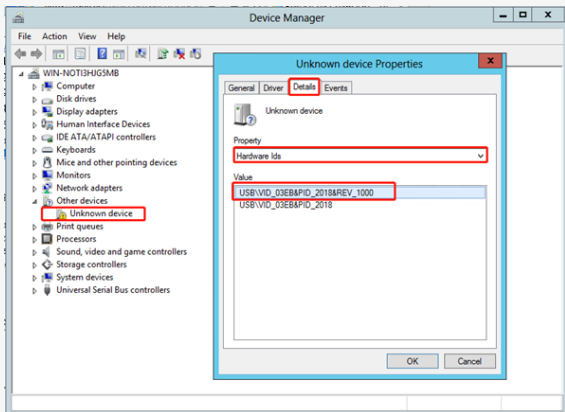 Device Manager
File Action View Help
WIN-NOTI3HJG5MB
Computer
Disk drives
Display adapters
Human Interface Devices
IDE ATA/ATAPI controllers
Keyboards
Mice and other pointing devices
Monitors
Network adapters
Other devices
Unknown device
Print queues
Processors
Sound, video and game controllers
Storage controllers
System devices
Universal Serial Bus controllers
Unknown device Properties
General Driver Details Events
Unknown device
Property
Hardware Ids
Value
USB\VID_03EB&PID_2018&REV_1000
USB\VID_03EB&PID_2018
OK Cancel